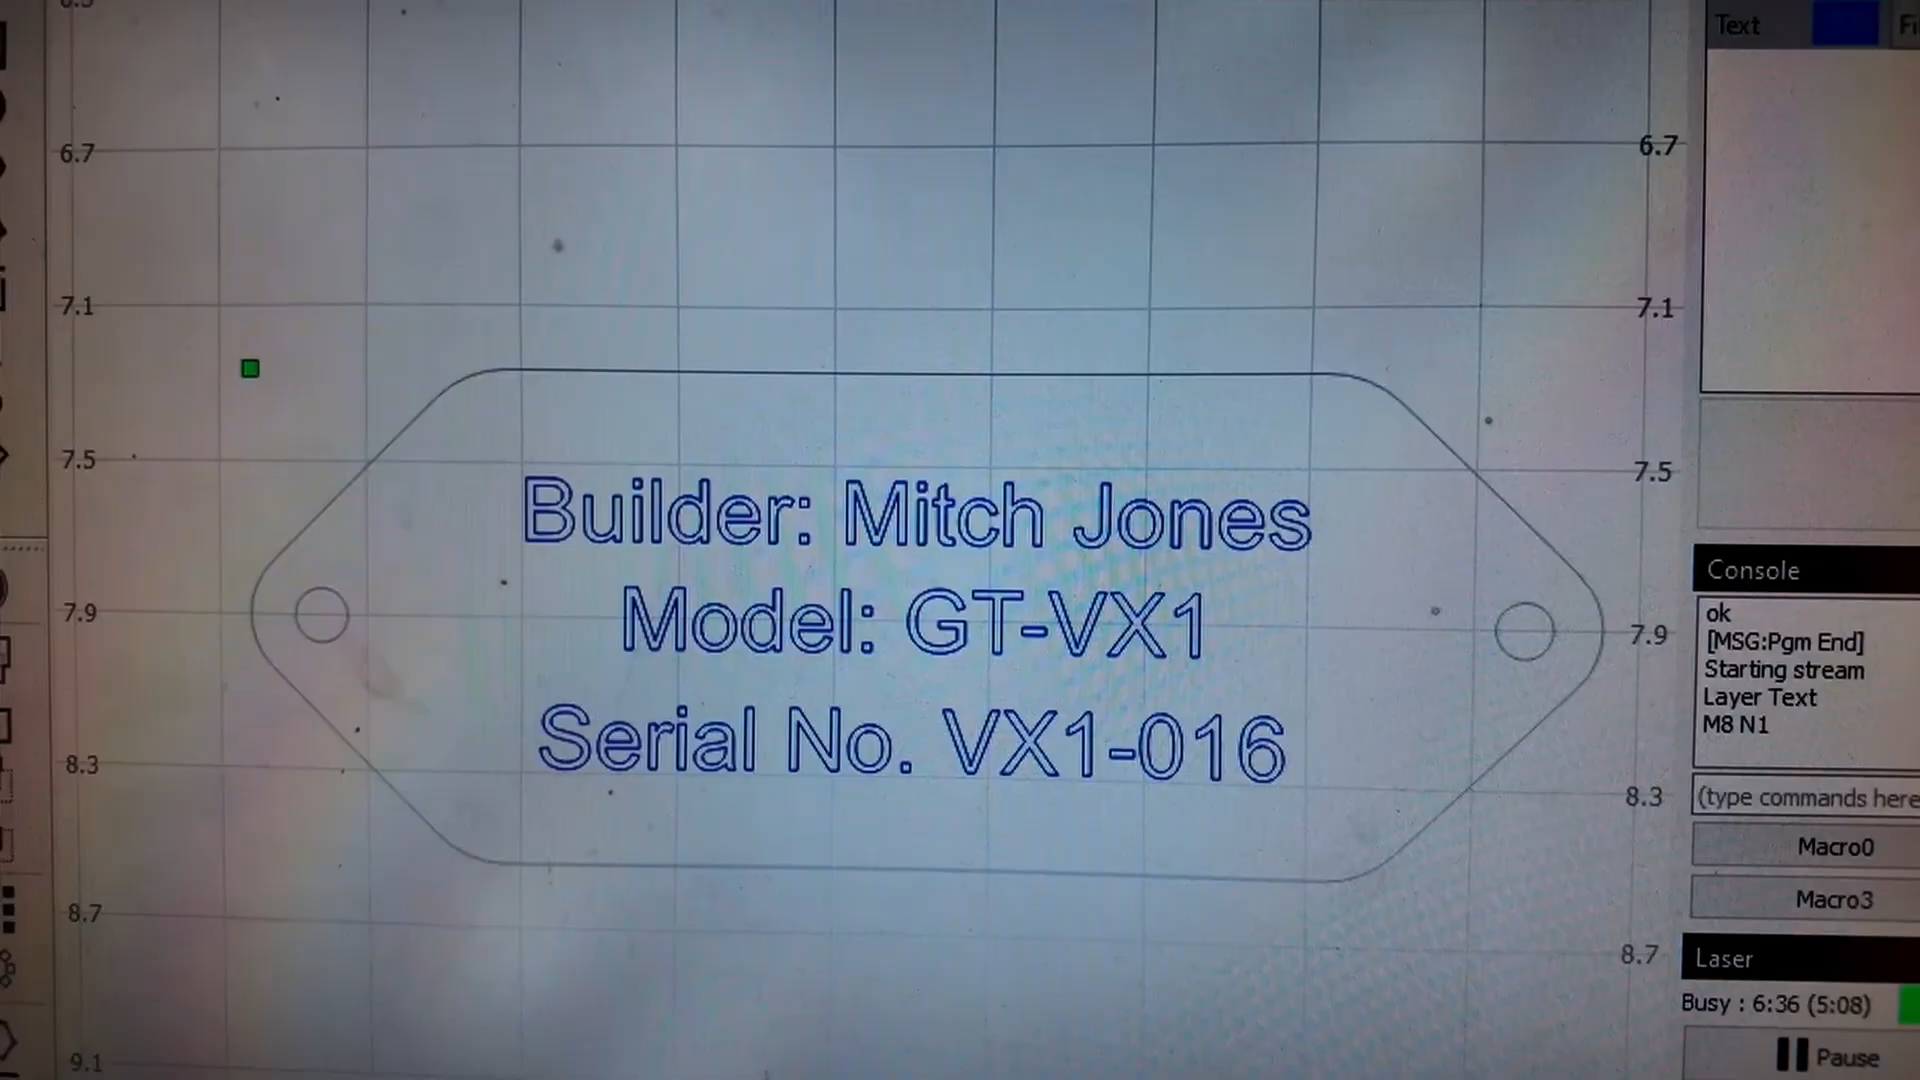 Text
6.7 6.7
7.1 7.1
7.5 7.5
Builder: Mitch Jones
Model: GT-VX1
7.9 7.9
Serial No. VX1-016
8.3 8.3
8.7 8.7
9.1
Console
ok
[MSG:Pgm End]
Starting stream
Layer Text
M8 N1
(type commands here
Macro0
Macro3
Laser
Busy : 6:36 (5:08)
Pause